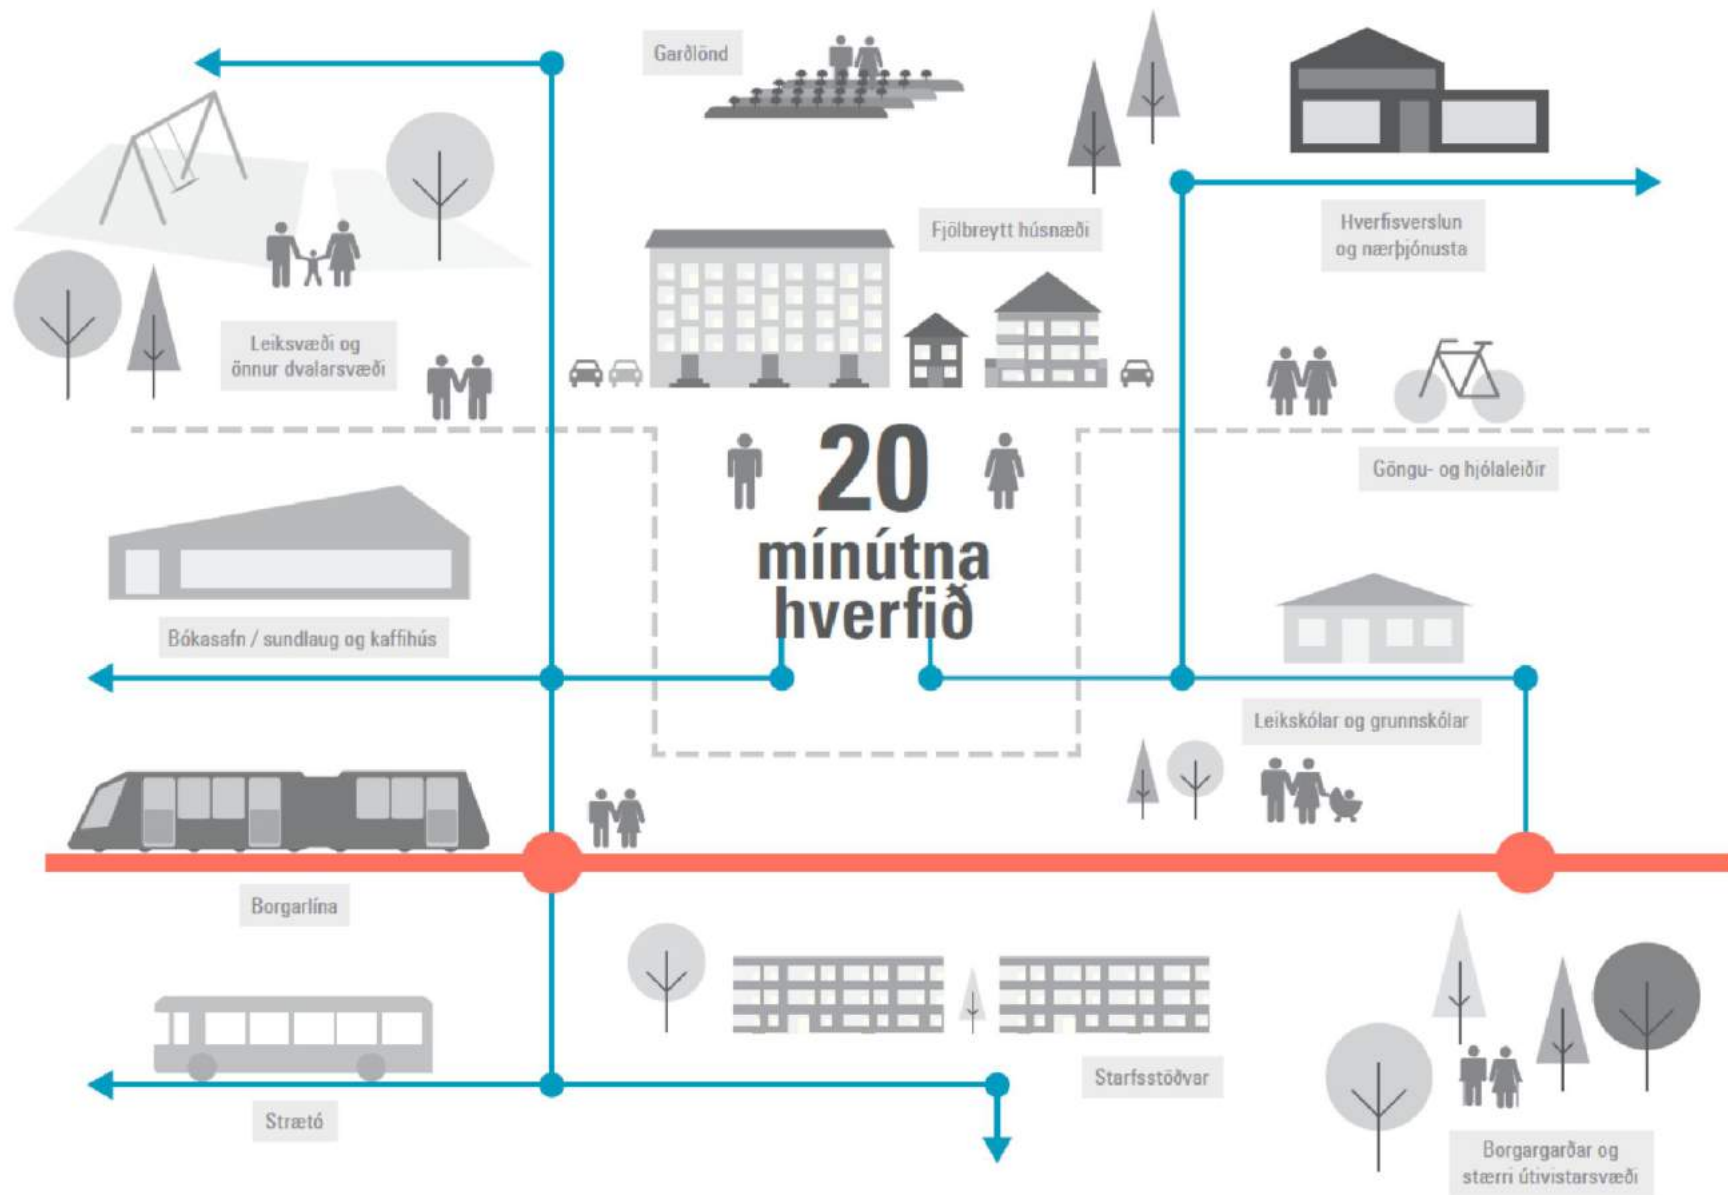 Garðlönd
Fjölbreytt húsnæði
Hverfisverslun
og nærþjónusta
Leiksvæði og
önnur dvalarsvæði
20
mínútna
hverfið
Göngu- og hjólaleiðir
Bókasafn / sundlaug og kaffihús
Leikskólar og grunnskólar
Borgarlína
Starfsstöðvar
Strætó
Borgargarðar og
stærri útivistarsvæði